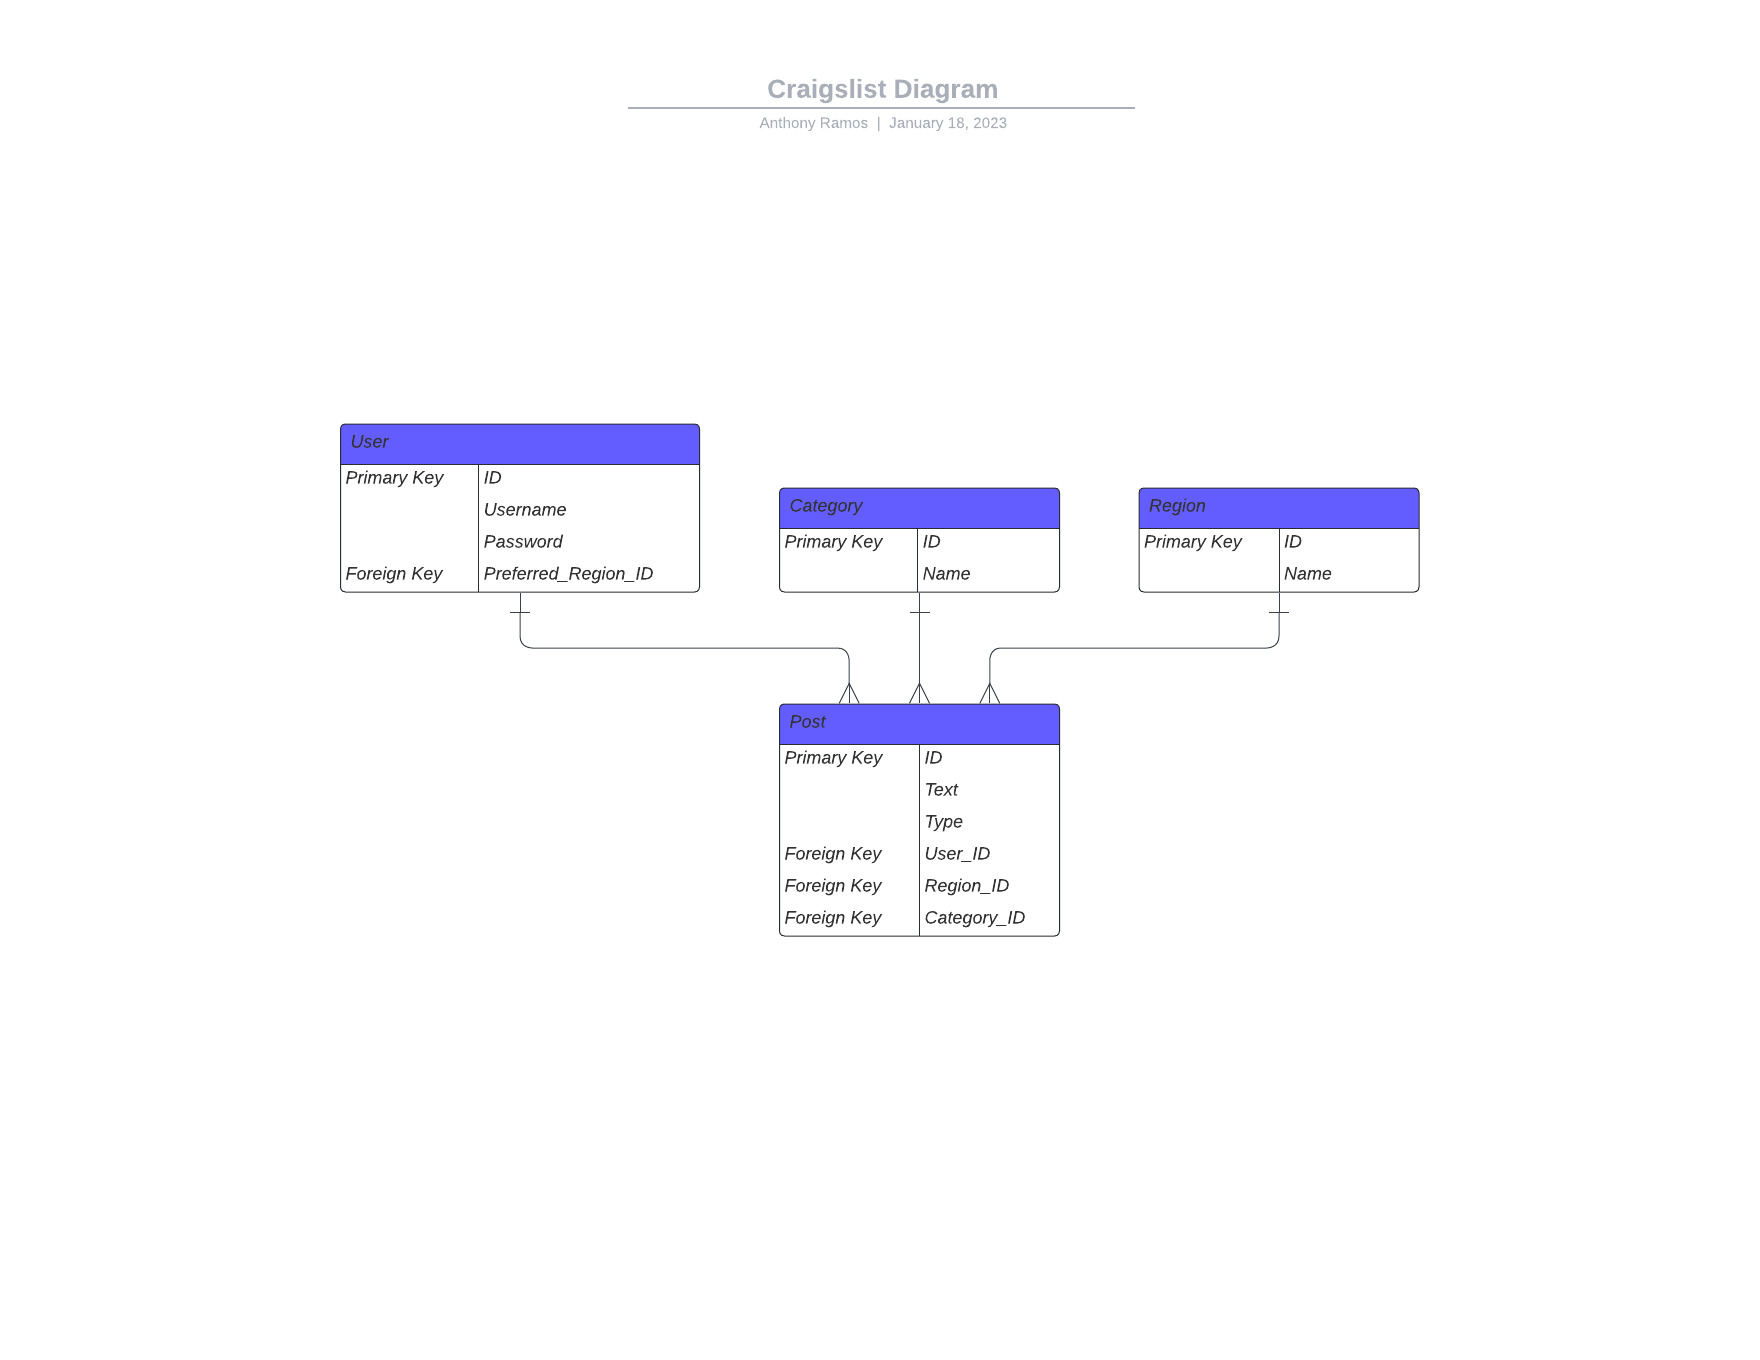 Craigslist Diagram
Anthony Ramos | January 18, 2023
User
Primary Key ID
Username
Password
Foreign Key Preferred_Region_ID
Category
Primary Key ID
Name
Region
Primary Key ID
Name
Post
Primary Key ID
Text
Type
Foreign Key User_ID
Foreign Key Region_ID
Foreign Key Category_ID